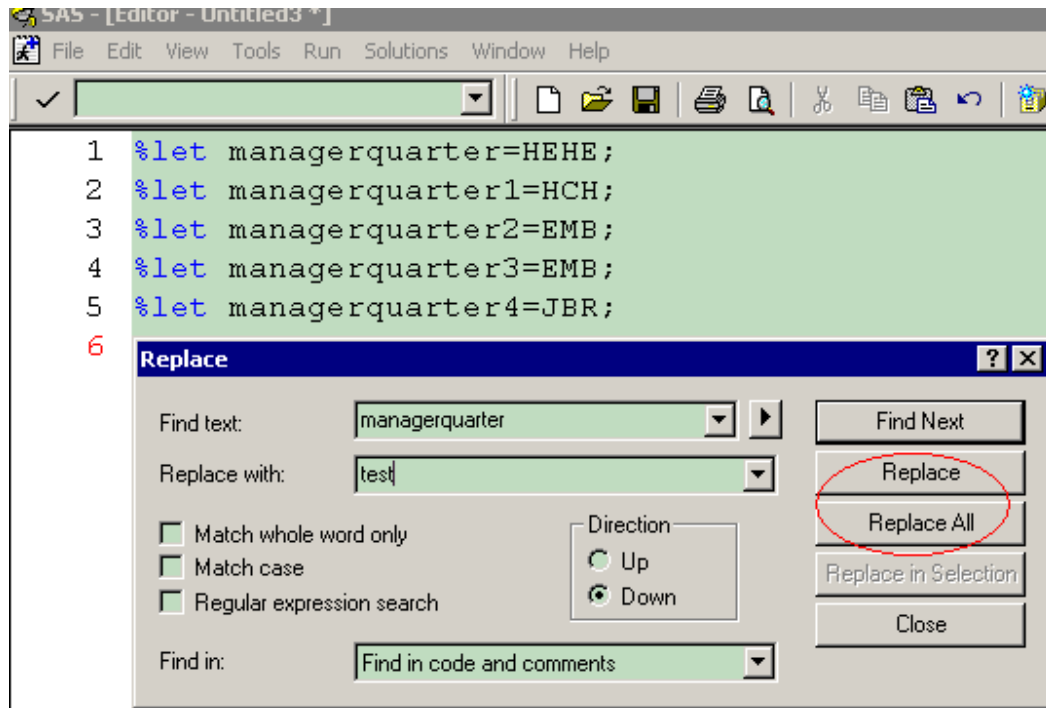 SAS - [Editor - Untitled3 *]
File Edit View Tools Run Solutions Window Help
1 %let managerquarter=HEHE;
2 %let managerquarter1=HCH;
3 %let managerquarter2=EMB;
4 %let managerquarter3=EMB;
5 %let managerquarter4=JBR;
6
Replace
Find text: managerquarter Find Next
Replace with: test Replace
Match whole word only Direction Replace All
Match case Up Replace in Selection
Regular expression search Down Close
Find in: Find in code and comments